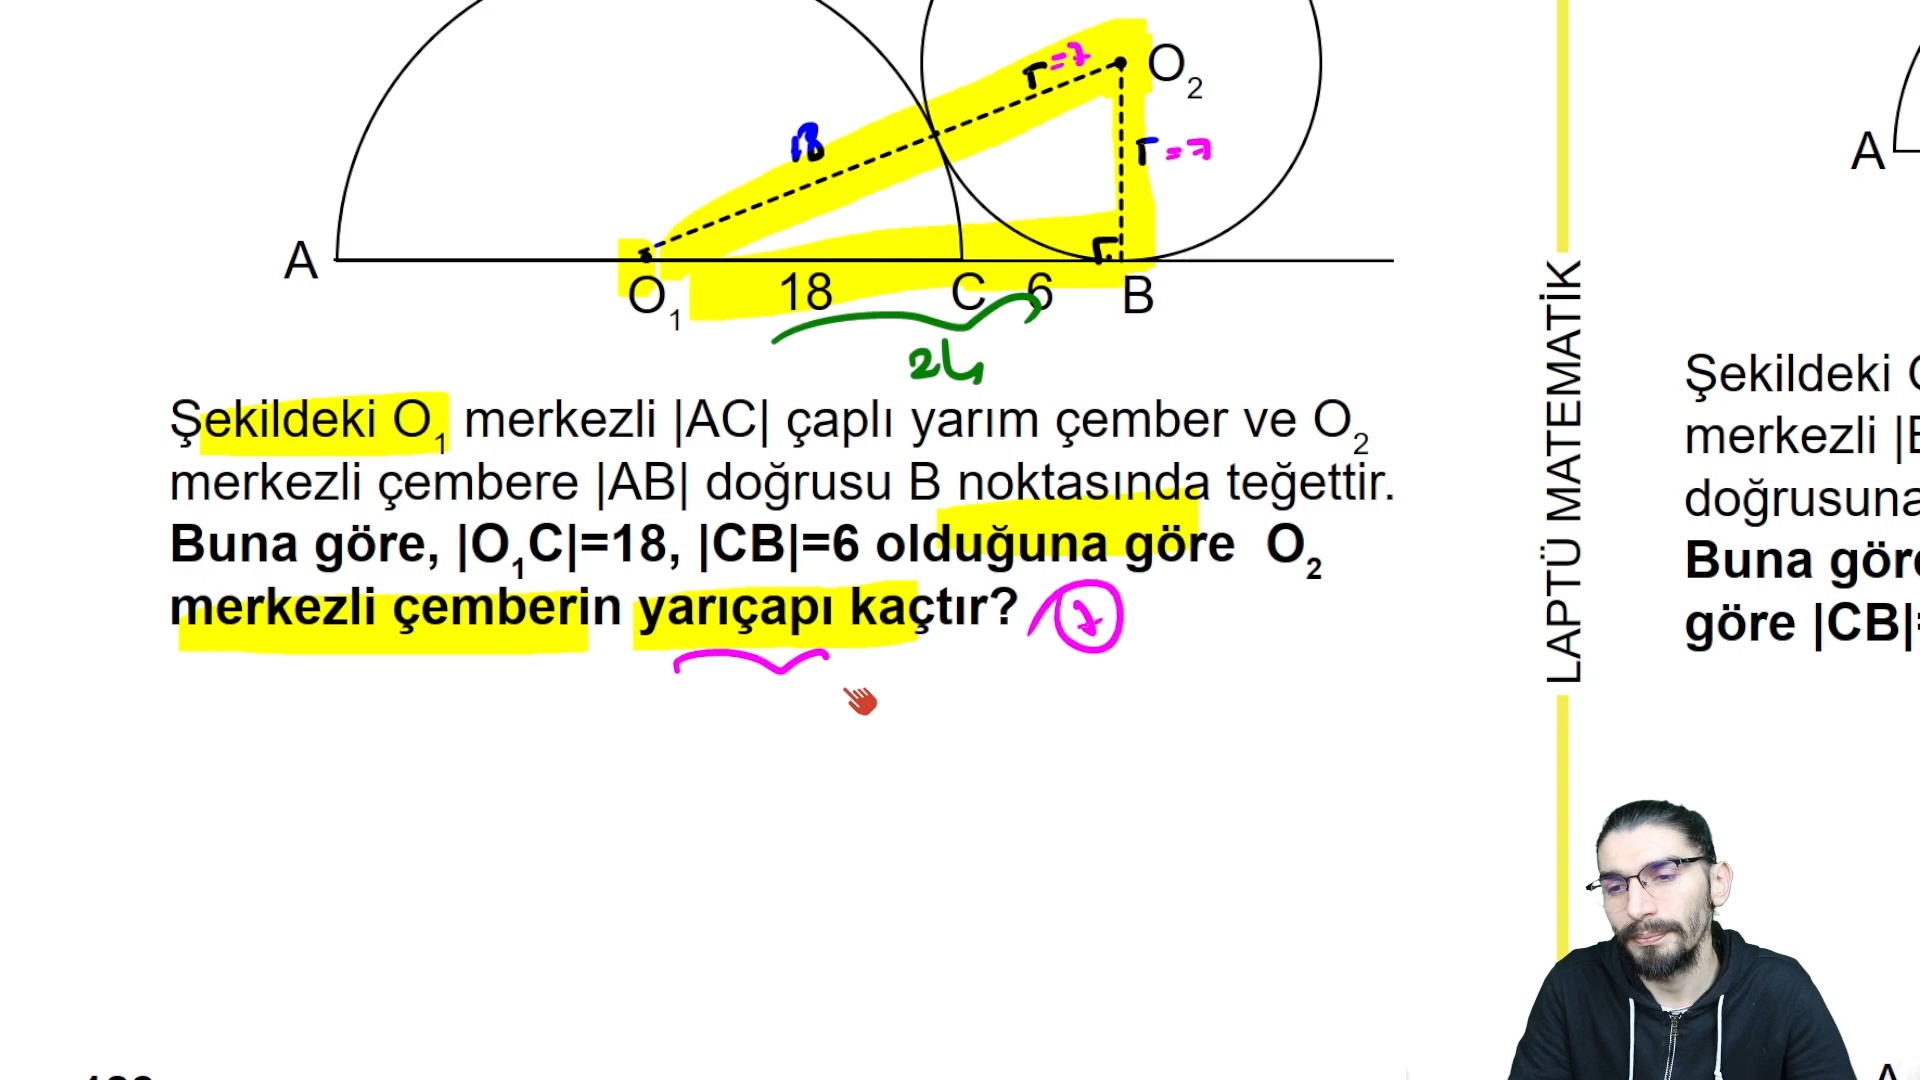 r=7
O2
18
r=7
A
O1 18 C 6 B
24
Şekildeki O1 merkezli |AC| çaplı yarım çember ve O2
merkezli çembere |AB| doğrusu B noktasında teğettir.
Buna göre, |O1C|=18, |CB|=6 olduğuna göre O2
merkezli çemberin yarıçapı kaçtır? 7
LAPTÜ MATEMATİK
A
Şekildeki
merkezli
doğrusuna
Buna göre
göre |CB|=